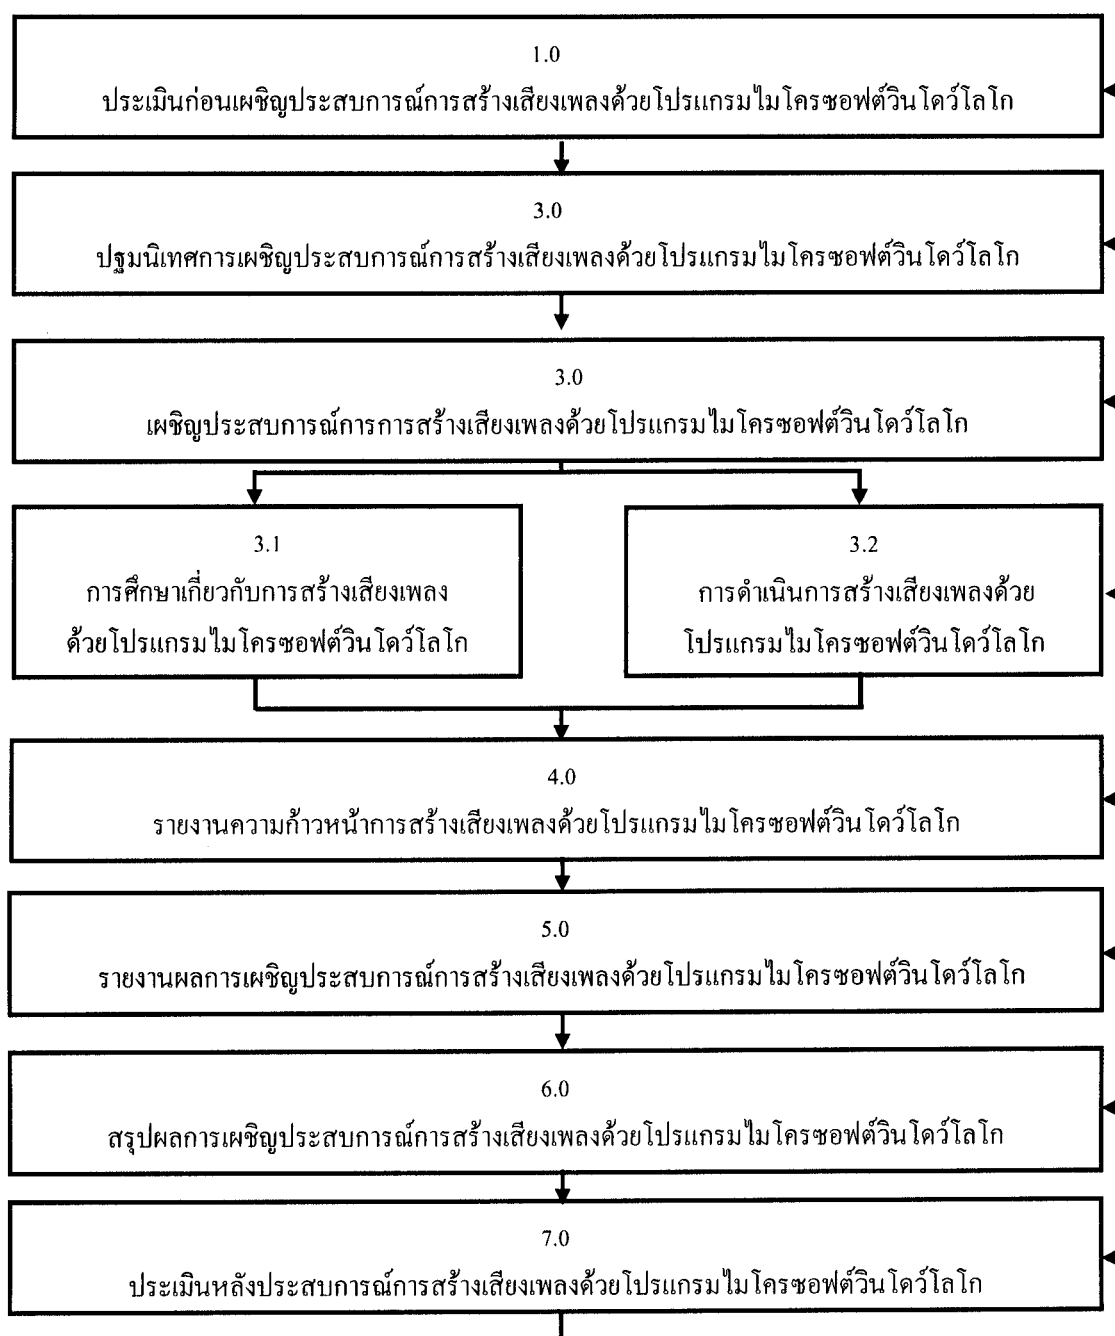 1.0
ประเมินก่อนเผชิญประสบการณ์การสร้างเสียงเพลงด้วยโปรแกรมไมโครซอฟต์วินโดว์โลโก
3.0
ปฐมนิเทศการเผชิญประสบการณ์การสร้างเสียงเพลงด้วยโปรแกรมไมโครซอฟต์วินโดว์โลโก
3.0
เผชิญประสบการณ์การการสร้างเสียงเพลงด้วยโปรแกรมไมโครซอฟต์วินโดว์โลโก
3.1
การศึกษาเกี่ยวกับการสร้างเสียงเพลง
ด้วยโปรแกรมไมโครซอฟต์วินโดว์โลโก
3.2
การดำเนินการสร้างเสียงเพลงด้วย
โปรแกรมไมโครซอฟต์วินโดว์โลโก
4.0
รายงานความก้าวหน้าการสร้างเสียงเพลงด้วยโปรแกรมไมโครซอฟต์วินโดว์โลโก
5.0
รายงานผลการเผชิญประสบการณ์การสร้างเสียงเพลงด้วยโปรแกรมไมโครซอฟต์วินโดว์โลโก
6.0
สรุปผลการเผชิญประสบการณ์การสร้างเสียงเพลงด้วยโปรแกรมไมโครซอฟต์วินโดว์โลโก
7.0
ประเมินหลังประสบการณ์การสร้างเสียงเพลงด้วยโปรแกรมไมโครซอฟต์วินโดว์โลโก